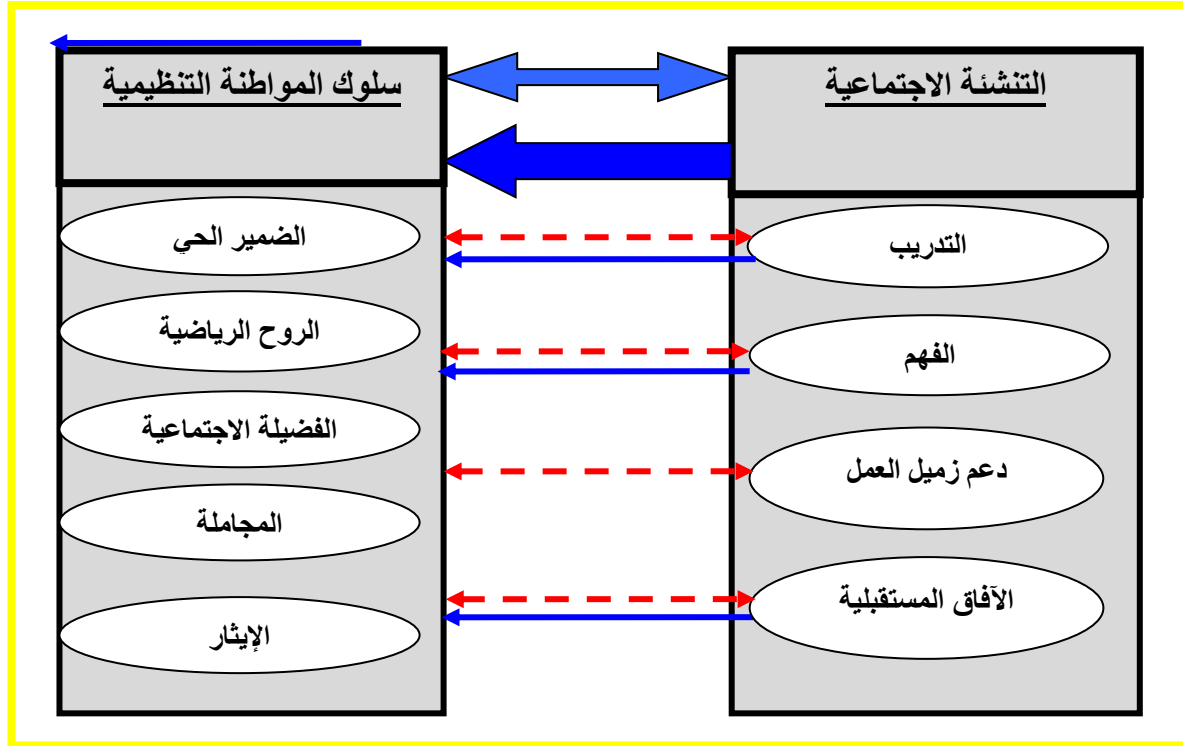 التنشئة الاجتماعية
التدريب
الفهم
دعم زميل العمل
الآفاق المستقبلية
سلوك المواطنة التنظيمية
الضمير الحي
الروح الرياضية
الفضيلة الاجتماعية
المجاملة
الإيثار